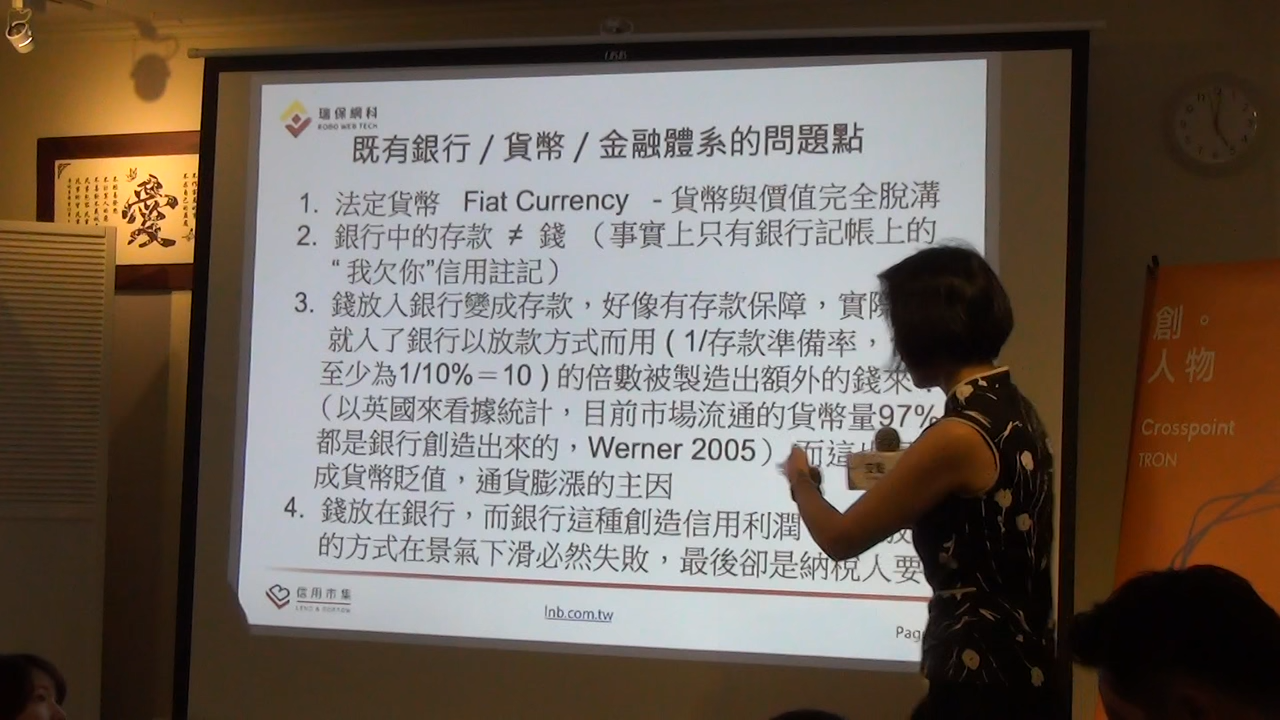 瑞保網科
ROBO WEB TECH
既有銀行 / 貨幣 / 金融體系的問題點
1. 法定貨幣 Fiat Currency - 貨幣與價值完全脫溝
2. 銀行中的存款 ≠ 錢 （事實上只有銀行記帳上的
“我欠你”信用註記）
3. 錢放入銀行變成存款，好像有存款保障，實際
就入了銀行以放款方式而用 ( 1/存款準備率，
至少為1/10%＝10 ) 的倍數被製造出額外的錢來
（以英國來看據統計，目前市場流通的貨幣量97%
都是銀行創造出來的，Werner 2005）而這
成貨幣貶值，通貨膨漲的主因
4. 錢放在銀行，而銀行這種創造信用利潤
的方式在景氣下滑必然失敗，最後卻是納稅人要
信用市集
LEND & BORROW
lnb.com.tw
愛
創。
人物
Crosspoint
TRON